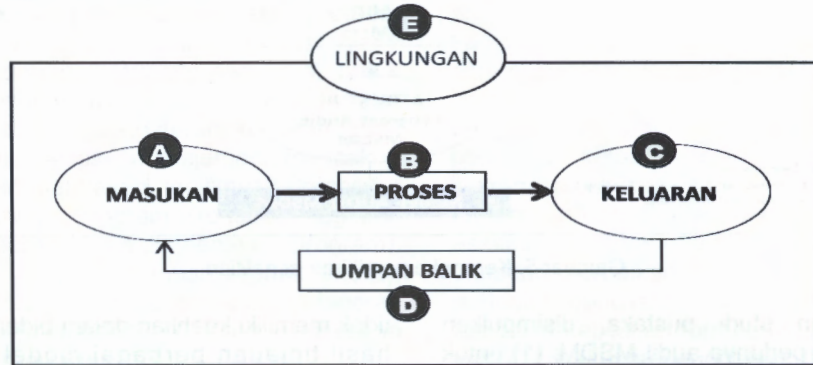 E
LINGKUNGAN
A
MASUKAN
B
PROSES
C
KELUARAN
UMPAN BALIK
D